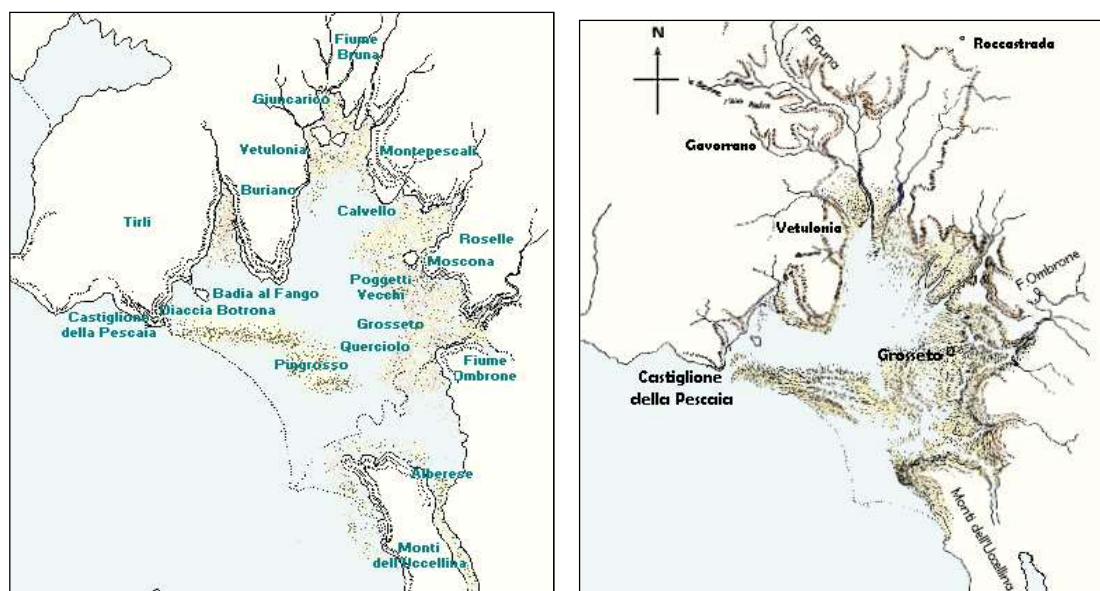 Fiume
Bruna
Giuncarico
Vetulonia
Montepescali
Buriano
Calvello
Tirli
Roselle
Moscona
Poggetti
Vecchi
Badia al Fango
Diaccia Botrona
Castiglione
della Pescaia
Grosseto
Querciolo
Pingrosso
Fiume
Ombrone
Alberese
Monti
dell'Uccellina
N
F.Bruna
Roccastrada
Gavorrano
Vetulonia
F.Ombrone
Grosseto
Castiglione
della Pescaia
Monti dell'Uccellina